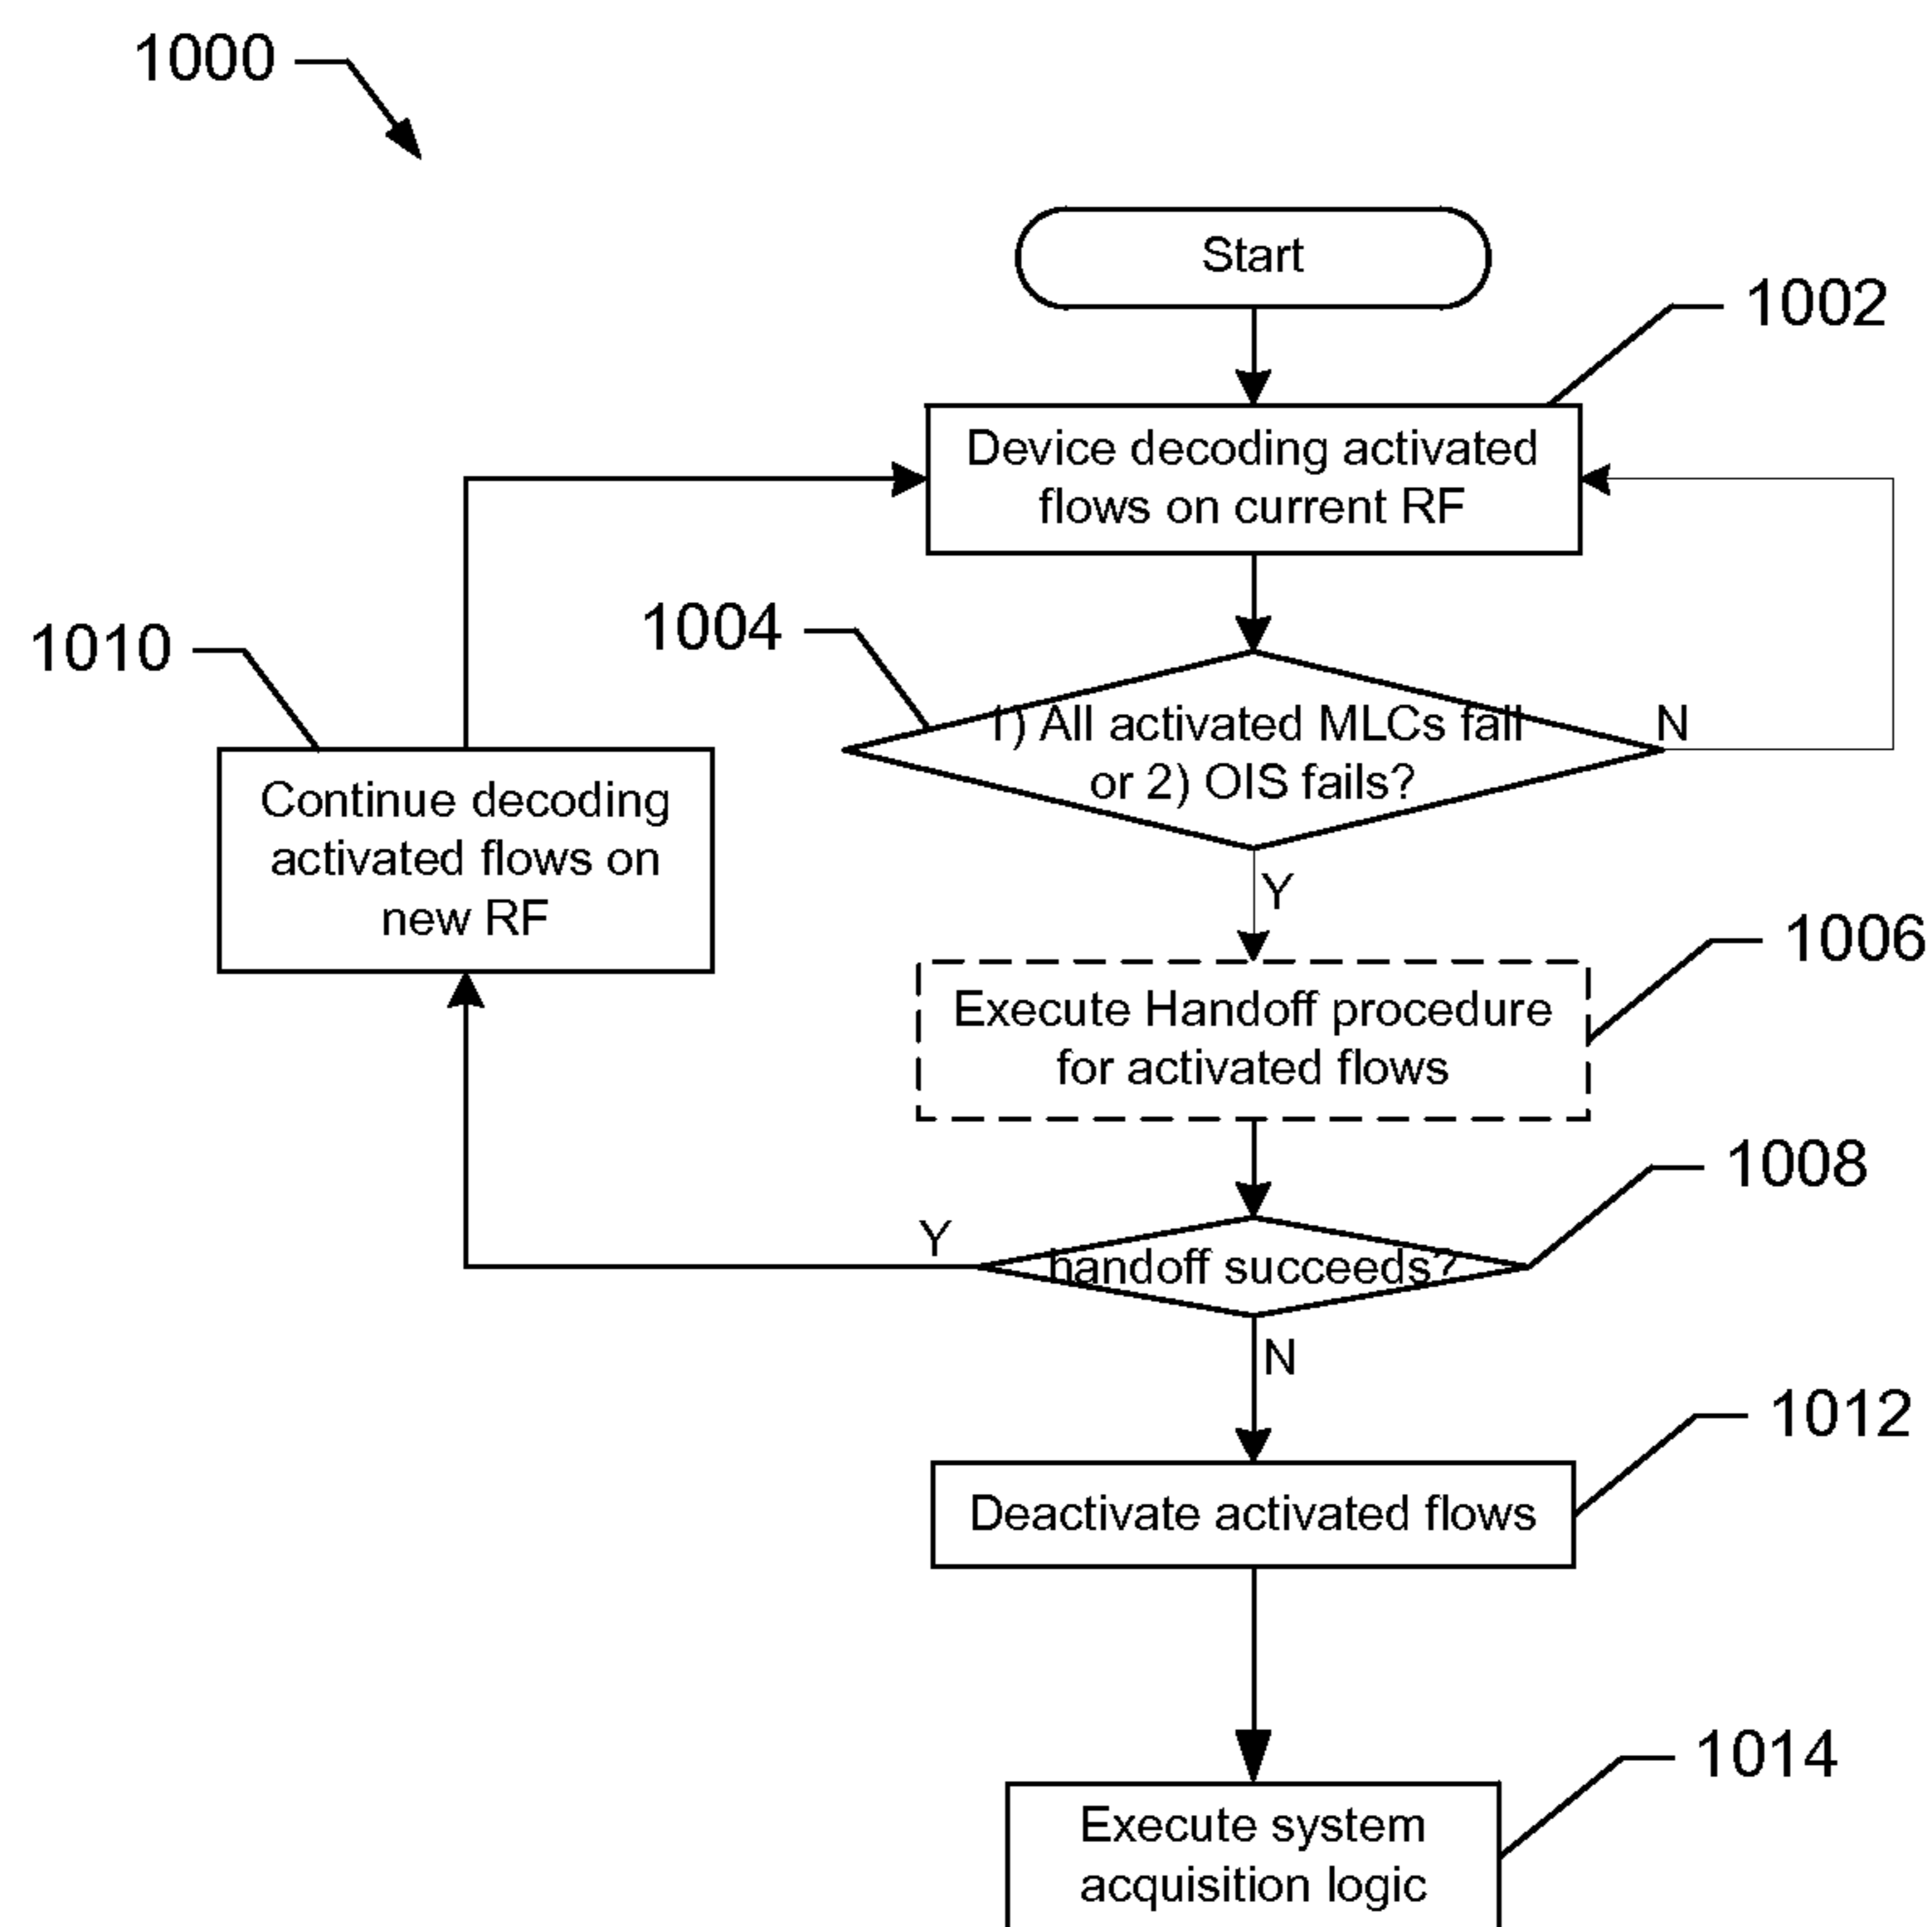 1000
Start
1002
Device decoding activated
flows on current RF
1004
1) All activated MLCs fail
or 2) OIS fails?
N
1010
Continue decoding
activated flows on
new RF
Y
1006
Execute Handoff procedure
for activated flows
1008
Y
handoff succeeds?
N
1012
Deactivate activated flows
1014
Execute system
acquisition logic